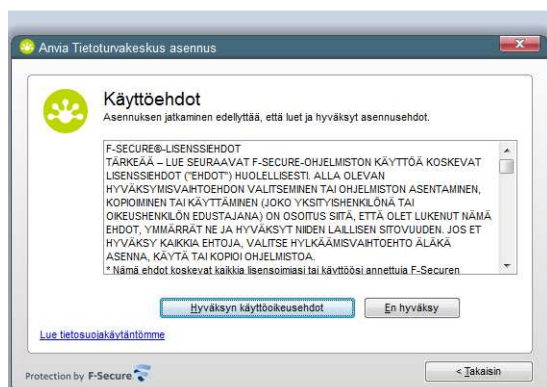 Anvia Tietoturvakeskus asennus
Käyttöehdot
Asennuksen jatkaminen edellyttää, että luet ja hyväksyt asennusehdot.
F-SECURE®-LISENSSIEHDOT
TÄRKEÄÄ – LUE SEURAAVAT F-SECURE-OHJELMISTON KÄYTTÖÄ KOSKEVAT
LISENSSIEHDOT ("EHDOT") HUOLELLISESTI. ALLA OLEVAN
HYVÄKSYMISVAIHTOEHDON VALITSEMINEN TAI OHJELMISTON ASENTAMINEN,
KOPIOIMINEN TAI KÄYTTÄMINEN (JOKO YKSITYISHENKILÖNÄ TAI
OIKEUSHENKILÖN EDUSTAJANA) ON OSOITUS SIITÄ, ETTÄ OLET LUKENUT NÄMÄ
EHDOT, YMMÄRRÄT NE JA HYVÄKSYT NIIDEN LAILLISEN SITOVUUDEN. JOS ET
HYVÄKSY KAIKKIA EHTOJA, VALITSE HYLKÄÄMISVAIHTOEHTO ÄLÄKÄ
ASENNA, KÄYTÄ TAI KOPIOI OHJELMISTOA.
* Nämä ehdot koskevat kaikkia lisensoimiasi tai käyttöösi annettuja F-Securen
Hyväksyn käyttöoikeusehdot
En hyväksy
Lue tietosuojakäytäntömme
Protection by F-Secure
< Takaisin